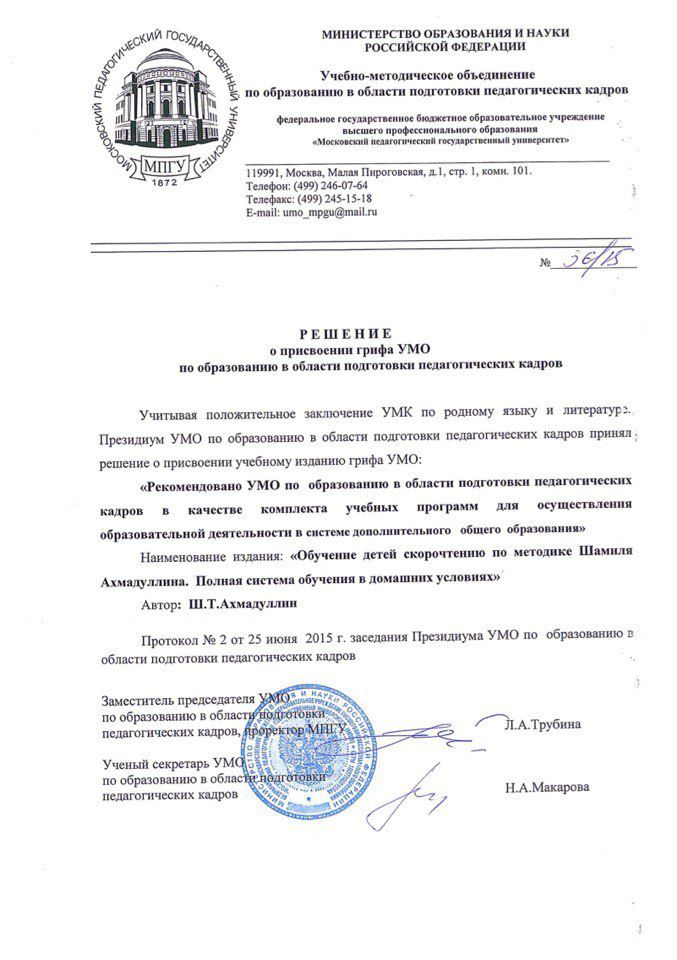 МОСКОВСКИЙ ПЕДАГОГИЧЕСКИЙ ГОСУДАРСТВЕННЫЙ УНИВЕРСИТЕТ
МПГУ
1872
МИНИСТЕРСТВО ОБРАЗОВАНИЯ И НАУКИ
РОССИЙСКОЙ ФЕДЕРАЦИИ
Учебно-методическое объединение
по образованию в области подготовки педагогических кадров
федеральное государственное бюджетное образовательное учреждение
высшего профессионального образования
«Московский педагогический государственный университет»
119991, Москва, Малая Пироговская, д.1, стр. 1, комн. 101.
Телефон: (499) 246-07-64
Телефакс: (499) 245-15-18
E-mail: umo_mpgu@mail.ru
№ 36/15
Р Е Ш Е Н И Е
о присвоении грифа УМО
по образованию в области подготовки педагогических кадров
Учитывая положительное заключение УМК по родному языку и литературе.
Президиум УМО по образованию в области подготовки педагогических кадров принял
решение о присвоении учебному изданию грифа УМО:
«Рекомендовано УМО по образованию в области подготовки педагогических
кадров в качестве комплекта учебных программ для осуществления
образовательной деятельности в системе дополнительного общего образования»
Наименование издания: «Обучение детей скорочтению по методике Шамиля
Ахмадуллина. Полная система обучения в домашних условиях»
Автор: Ш.Т.Ахмадуллин
Протокол № 2 от 25 июня 2015 г. заседания Президиума УМО по образованию в
области подготовки педагогических кадров
Заместитель председателя УМО
по образованию в области подготовки
педагогических кадров, проректор МПГУ
Л.А.Трубина
Ученый секретарь УМО
по образованию в области подготовки
педагогических кадров
Н.А.Макарова
МИНИСТЕРСТВО ОБРАЗОВАНИЯ И НАУКИ РОССИЙСКОЙ ФЕДЕРАЦИИ